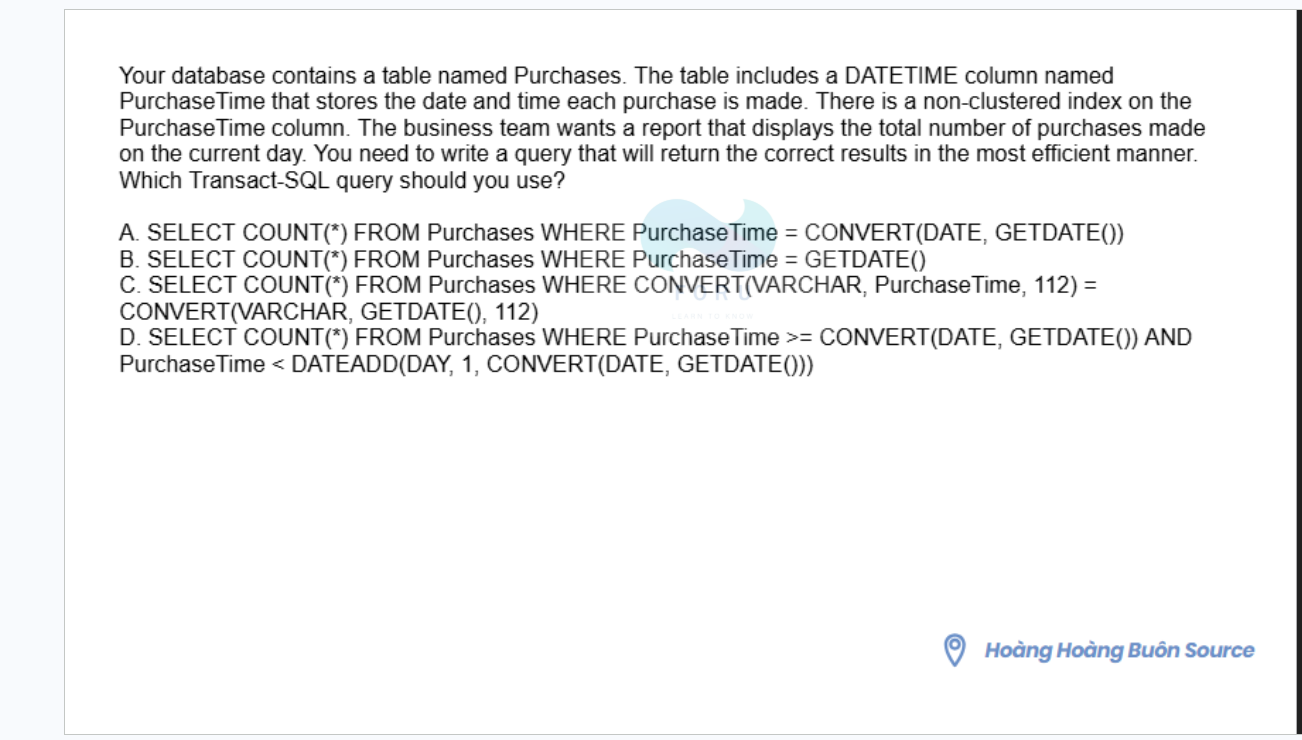 Your database contains a table named Purchases. The table includes a DATETIME column named
PurchaseTime that stores the date and time each purchase is made. There is a non-clustered index on the
PurchaseTime column. The business team wants a report that displays the total number of purchases made
on the current day. You need to write a query that will return the correct results in the most efficient manner.
Which Transact-SQL query should you use?
A. SELECT COUNT(*) FROM Purchases WHERE PurchaseTime = CONVERT(DATE, GETDATE())
B. SELECT COUNT(*) FROM Purchases WHERE PurchaseTime = GETDATE()
C. SELECT COUNT(*) FROM Purchases WHERE CONVERT(VARCHAR, PurchaseTime, 112) =
CONVERT(VARCHAR, GETDATE(), 112)
D. SELECT COUNT(*) FROM Purchases WHERE PurchaseTime >= CONVERT(DATE, GETDATE()) AND
PurchaseTime < DATEADD(DAY, 1, CONVERT(DATE, GETDATE()))
LEARN TO KNOW
Hoàng Hoàng Buôn Source